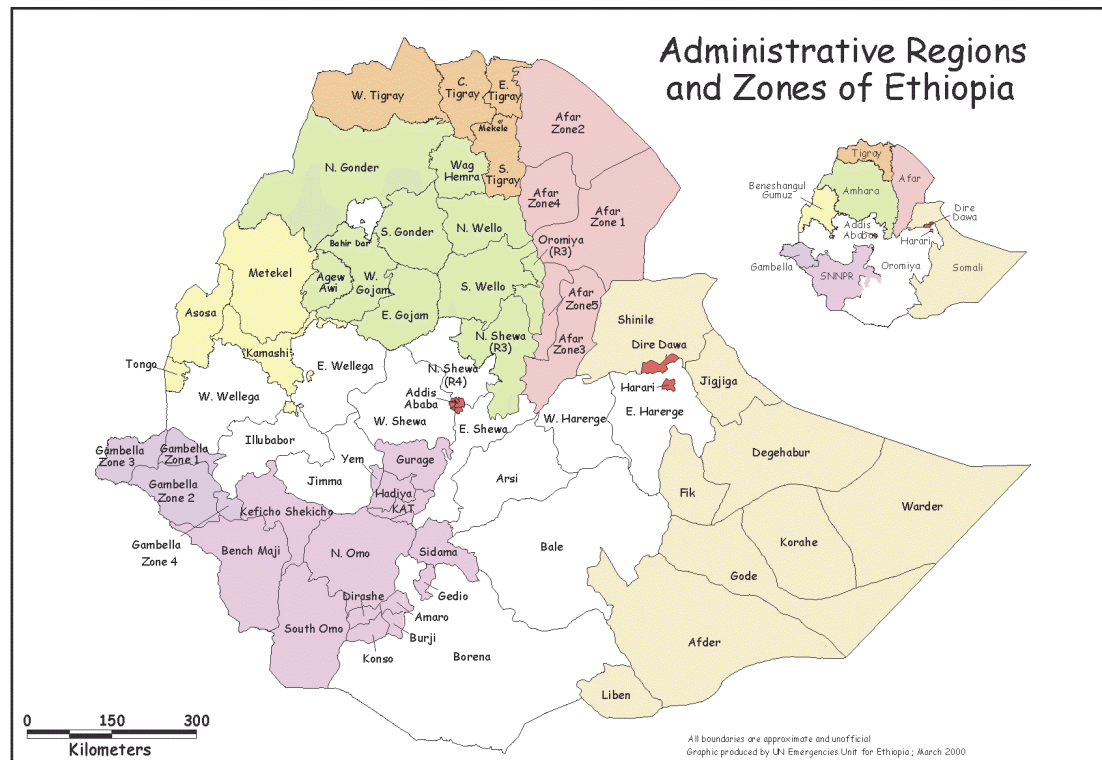 Administrative Regions
and Zones of Ethiopia
W. Tigray
C.
Tigray
E.
Tigray
Mekele
S.
Tigray
Afar
Zone2
N. Gonder
Wag
Hemra
Afar
Zone4
Afar
Zone 1
S. Gonder
N. Wello
Oromiya
(R3)
Bahir Dar
Metekel
Agew
Awi
W.
Gojam
E. Gojam
S. Wello
Afar
Zone5
Asosa
N. Shewa
(R3)
Afar
Zone3
Shinile
Dire Dawa
Tongo
Kamashi
E. Wellega
N. Shewa
(R4)
Harari
Jigjiga
W. Wellega
Addis
Ababa
W. Shewa
E. Shewa
W. Harerge
E. Harerge
Illubabor
Gambella
Zone 3
Gambella
Zone 1
Yem
Gurage
Degehabur
Gambella
Zone 2
Jimma
Hadiya
KAT
Arsi
Fik
Warder
Keficho Shekicho
Gambella
Zone 4
Bench Maji
N. Omo
Sidama
Bale
Korahe
Gode
Gedio
Dirashe
Amaro
South Omo
Burji
Konso
Borena
Afder
Liben
Tigray
Afar
Beneshangul
Gumuz
Amhara
Dire
Dawa
Addis
Ababa
Harari
Gambella
SNNPR
Oromiya
Somali
0 150 300
Kilometers
All boundaries are approximate and unofficial
Graphic produced by UN Emergencies Unit for Ethiopia; March 2000